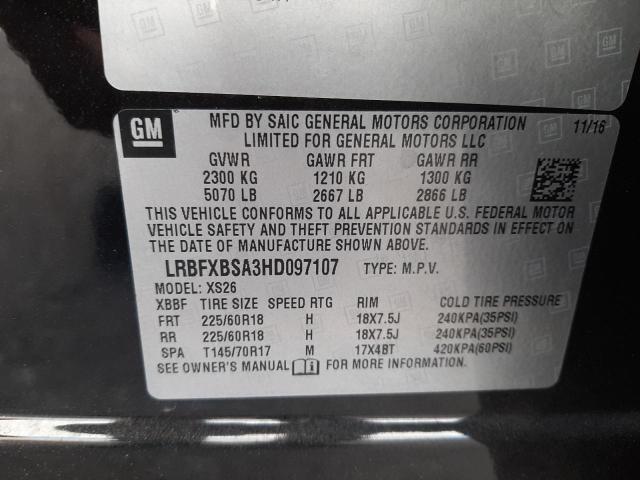 GM
MFD BY SAIC GENERAL MOTORS CORPORATION
LIMITED FOR GENERAL MOTORS LLC
11/16
GVWR GAWR FRT GAWR RR
2300 KG 1210 KG 1300 KG
5070 LB 2667 LB 2866 LB
THIS VEHICLE CONFORMS TO ALL APPLICABLE U.S. FEDERAL MOTOR
VEHICLE SAFETY AND THEFT PREVENTION STANDARDS IN EFFECT ON
THE DATE OF MANUFACTURE SHOWN ABOVE.
LRBFXBSA3HD097107 TYPE: M.P.V.
MODEL: XS26
XBBF TIRE SIZE SPEED RTG RIM COLD TIRE PRESSURE
FRT 225/60R18 H 18X7.5J 240KPA(35PSI)
RR 225/60R18 H 18X7.5J 240KPA(35PSI)
SPA T145/70R17 M 17X4BT 420KPA(60PSI)
SEE OWNER'S MANUAL FOR MORE INFORMATION.